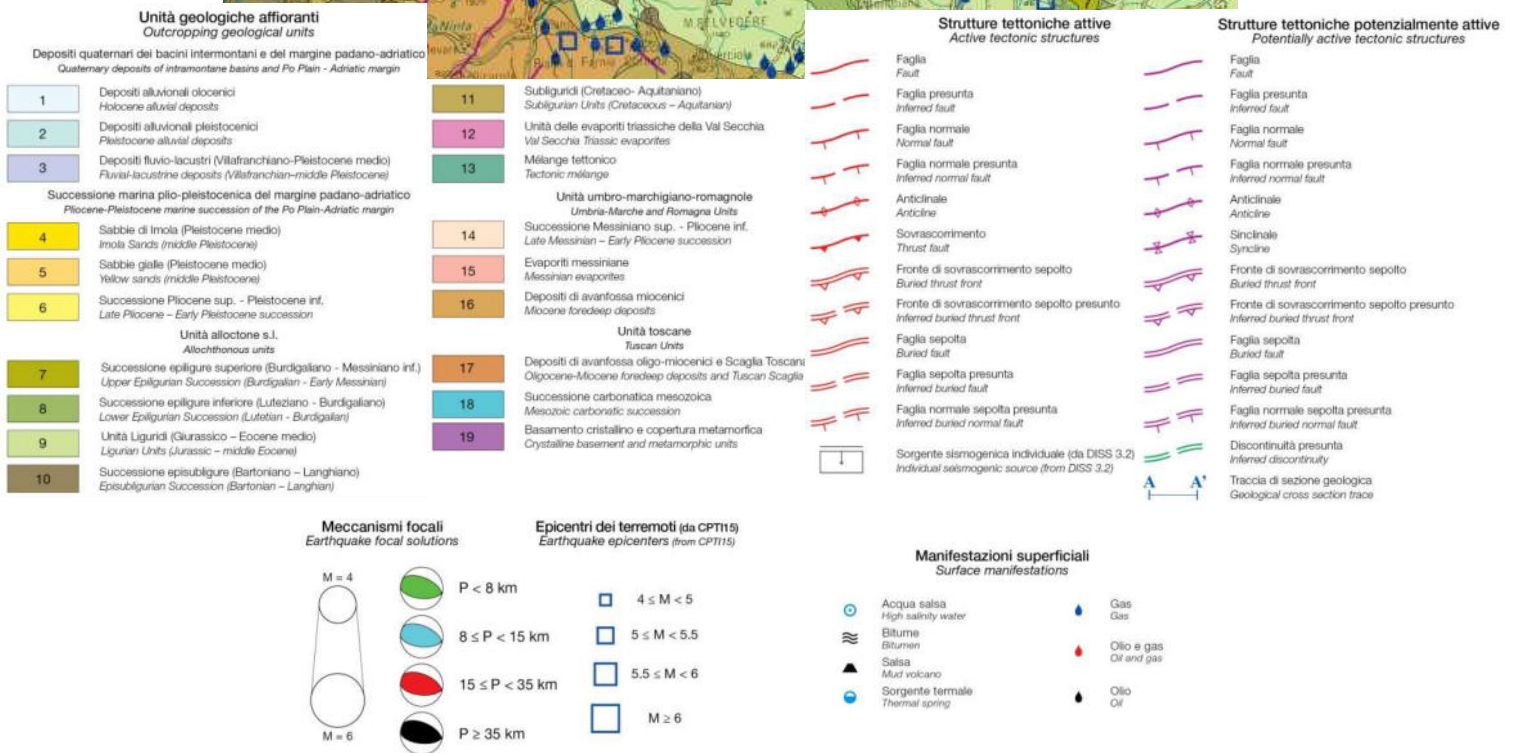 M. BELVEDERE
Unità geologiche affioranti
Outcropping geological units
Depositi quaternari dei bacini intermontani e del margine padano-adriatico
Quaternary deposits of intramontane basins and Po Plain - Adriatic margin
1
Depositi alluvionali olocenici
Holocene alluvial deposits
2
Depositi alluvionali pleistocenici
Pleistocene alluvial deposits
3
Depositi fluvio-lacustri (Villafranchiano-Pleistocene medio)
Fluvial-lacustrine deposits (Villafranchian–middle Pleistocene)
Successione marina plio-pleistocenica del margine padano-adriatico
Pliocene-Pleistocene marine succession of the Po Plain-Adriatic margin
4
Sabbie di Imola (Pleistocene medio)
Imola Sands (middle Pleistocene)
5
Sabbie gialle (Pleistocene medio)
Yellow sands (middle Pleistocene)
6
Successione Pliocene sup. - Pleistocene inf.
Late Pliocene – Early Pleistocene succession
Unità alloctone s.l.
Allochthonous units
7
Successione epiligure superiore (Burdigaliano - Messiniano inf.)
Upper Epiligurian Succession (Burdigalian - Early Messinian)
8
Successione epiligure inferiore (Luteziano - Burdigaliano)
Lower Epiligurian Succession (Lutetian - Burdigalian)
9
Unità Liguridi (Giurassico – Eocene medio)
Ligurian Units (Jurassic – middle Eocene)
10
Successione episubligure (Bartoniano – Langhiano)
Episubligurian Succession (Bartonian – Langhian)
11
Subliguridi (Cretaceo- Aquitaniano)
Subligurian Units (Cretaceous – Aquitanian)
12
Unità delle evaporiti triassiche della Val Secchia
Val Secchia Triassic evaporites
13
Mélange tettonico
Tectonic mélange
Unità umbro-marchigiano-romagnole
Umbria-Marche and Romagna Units
14
Successione Messiniano sup. - Pliocene inf.
Late Messinian – Early Pliocene succession
15
Evaporiti messiniane
Messinian evaporites
16
Depositi di avanfossa miocenici
Miocene foredeep deposits
Unità toscane
Tuscan Units
17
Depositi di avanfossa oligo-miocenici e Scaglia Toscana
Oligocene-Miocene foredeep deposits and Tuscan Scaglia
18
Successione carbonatica mesozoica
Mesozoic carbonatic succession
19
Basamento cristallino e copertura metamorfica
Crystalline basement and metamorphic units
Strutture tettoniche attive
Active tectonic structures
Faglia
Fault
Faglia presunta
Inferred fault
Faglia normale
Normal fault
Faglia normale presunta
Inferred normal fault
Anticlinale
Anticline
Sovrascorrimento
Thrust fault
Fronte di sovrascorrimento sepolto
Buried thrust front
Fronte di sovrascorrimento sepolto presunto
Inferred buried thrust front
Faglia sepolta
Buried fault
Faglia sepolta presunta
Inferred buried fault
Faglia normale sepolta presunta
Inferred buried normal fault
Sorgente sismogenica individuale (da DISS 3.2)
Individual seismogenic source (from DISS 3.2)
Strutture tettoniche potenzialmente attive
Potentially active tectonic structures
Faglia
Fault
Faglia presunta
Inferred fault
Faglia normale
Normal fault
Faglia normale presunta
Inferred normal fault
Anticlinale
Anticline
Sinclinale
Syncline
Fronte di sovrascorrimento sepolto
Buried thrust front
Fronte di sovrascorrimento sepolto presunto
Inferred buried thrust front
Faglia sepolta
Buried fault
Faglia sepolta presunta
Inferred buried fault
Faglia normale sepolta presunta
Inferred buried normal fault
Discontinuità presunta
Inferred discontinuity
A A'
Traccia di sezione geologica
Geological cross section trace
Meccanismi focali
Earthquake focal solutions
M = 4
M = 6
P < 8 km
8 ≤ P < 15 km
15 ≤ P < 35 km
P ≥ 35 km
Epicentri dei terremoti (da CPTI15)
Earthquake epicenters (from CPTI15)
4 ≤ M < 5
5 ≤ M < 5.5
5.5 ≤ M < 6
M ≥ 6
Manifestazioni superficiali
Surface manifestations
Acqua salsa
High salinity water
Bitume
Bitumen
Salsa
Mud volcano
Sorgente termale
Thermal spring
Gas
Gas
Olio e gas
Oil and gas
Olio
Oil